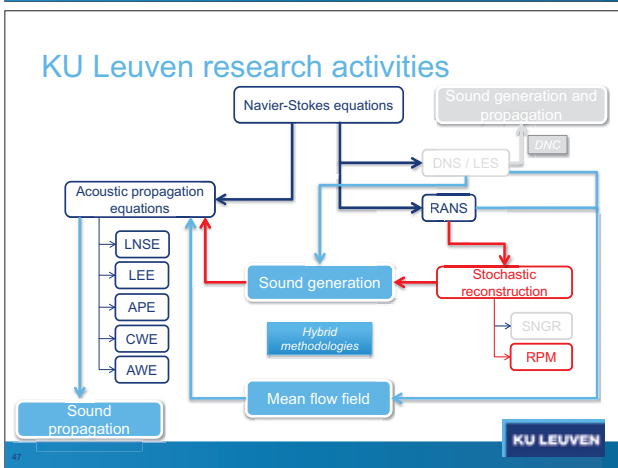 KU Leuven research activities
Navier-Stokes equations
Sound generation and
propagation
DNC
DNS / LES
Acoustic propagation
equations
RANS
LNSE
LEE
APE
CWE
AWE
Sound generation
Stochastic
reconstruction
SNGR
RPM
Hybrid
methodologies
Mean flow field
Sound
propagation
KU LEUVEN
47